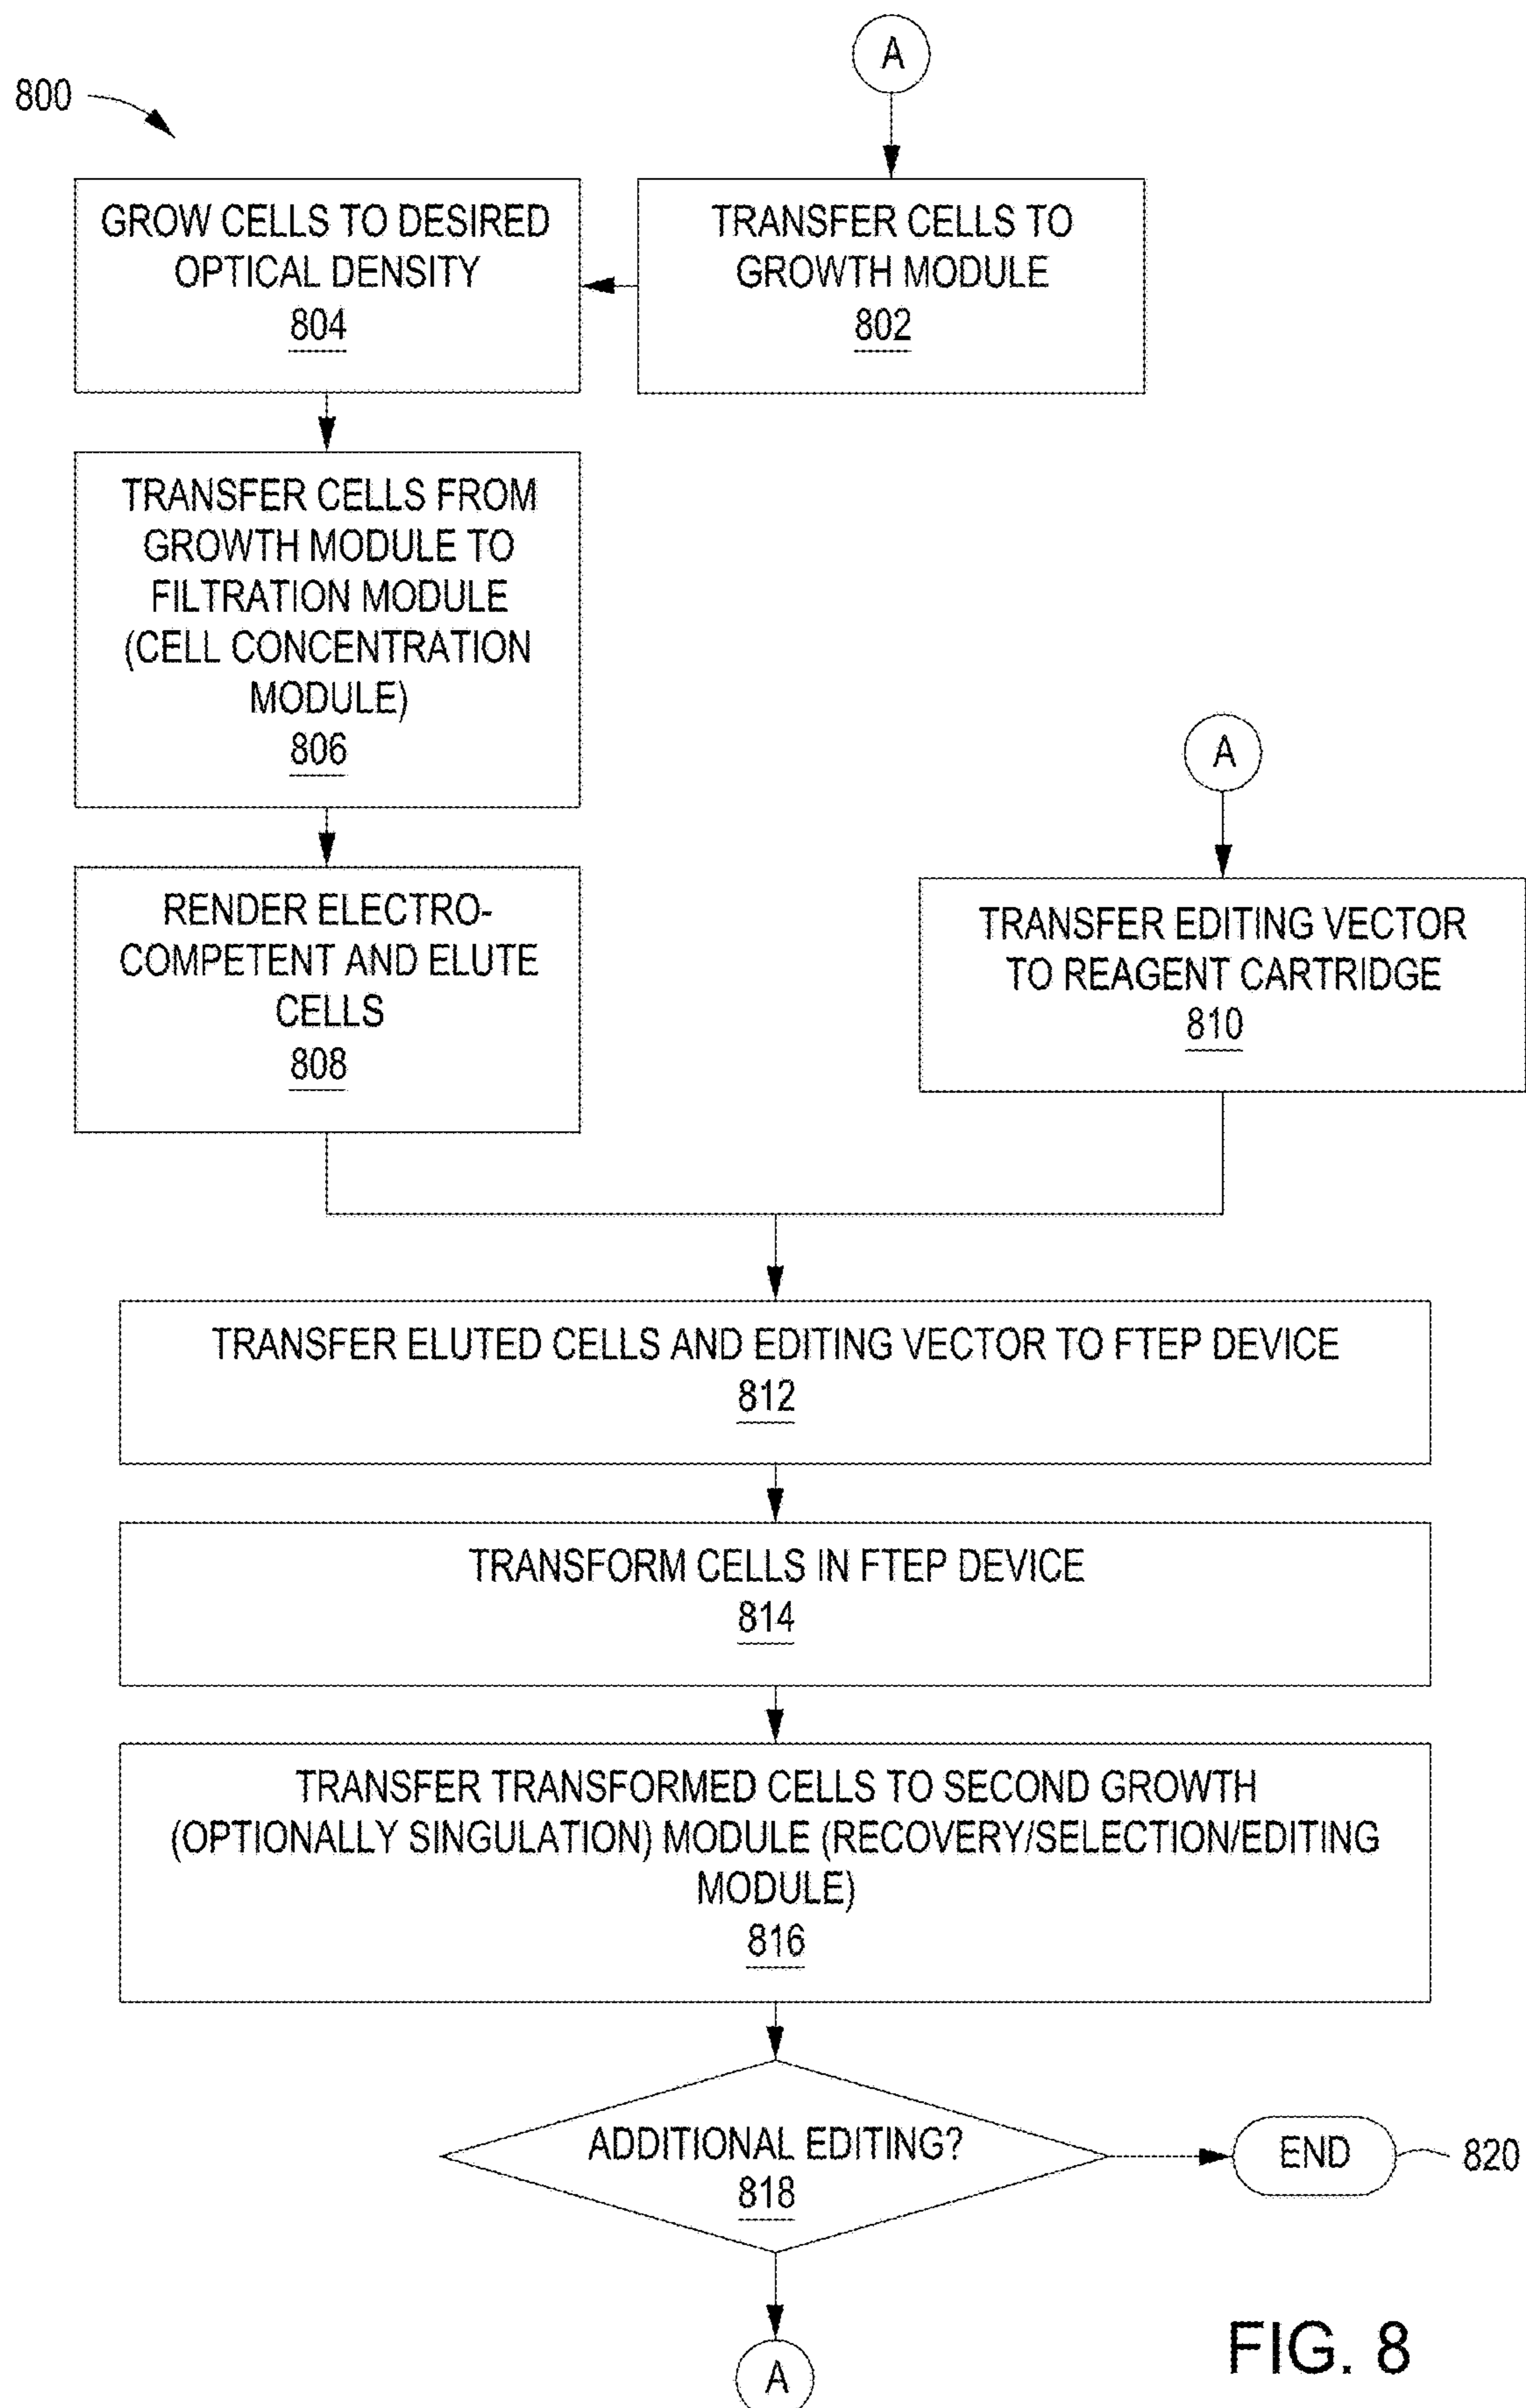 A
800
GROW CELLS TO DESIRED
OPTICAL DENSITY
804
TRANSFER CELLS TO
GROWTH MODULE
802
TRANSFER CELLS FROM
GROWTH MODULE TO
FILTRATION MODULE
(CELL CONCENTRATION
MODULE)
806
A
RENDER ELECTRO-
COMPETENT AND ELUTE
CELLS
808
TRANSFER EDITING VECTOR
TO REAGENT CARTRIDGE
810
TRANSFER ELUTED CELLS AND EDITING VECTOR TO FTEP DEVICE
812
TRANSFORM CELLS IN FTEP DEVICE
814
TRANSFER TRANSFORMED CELLS TO SECOND GROWTH
(OPTIONALLY SINGULATION) MODULE (RECOVERY/SELECTION/EDITING
MODULE)
816
ADDITIONAL EDITING?
818
END
820
A
FIG. 8